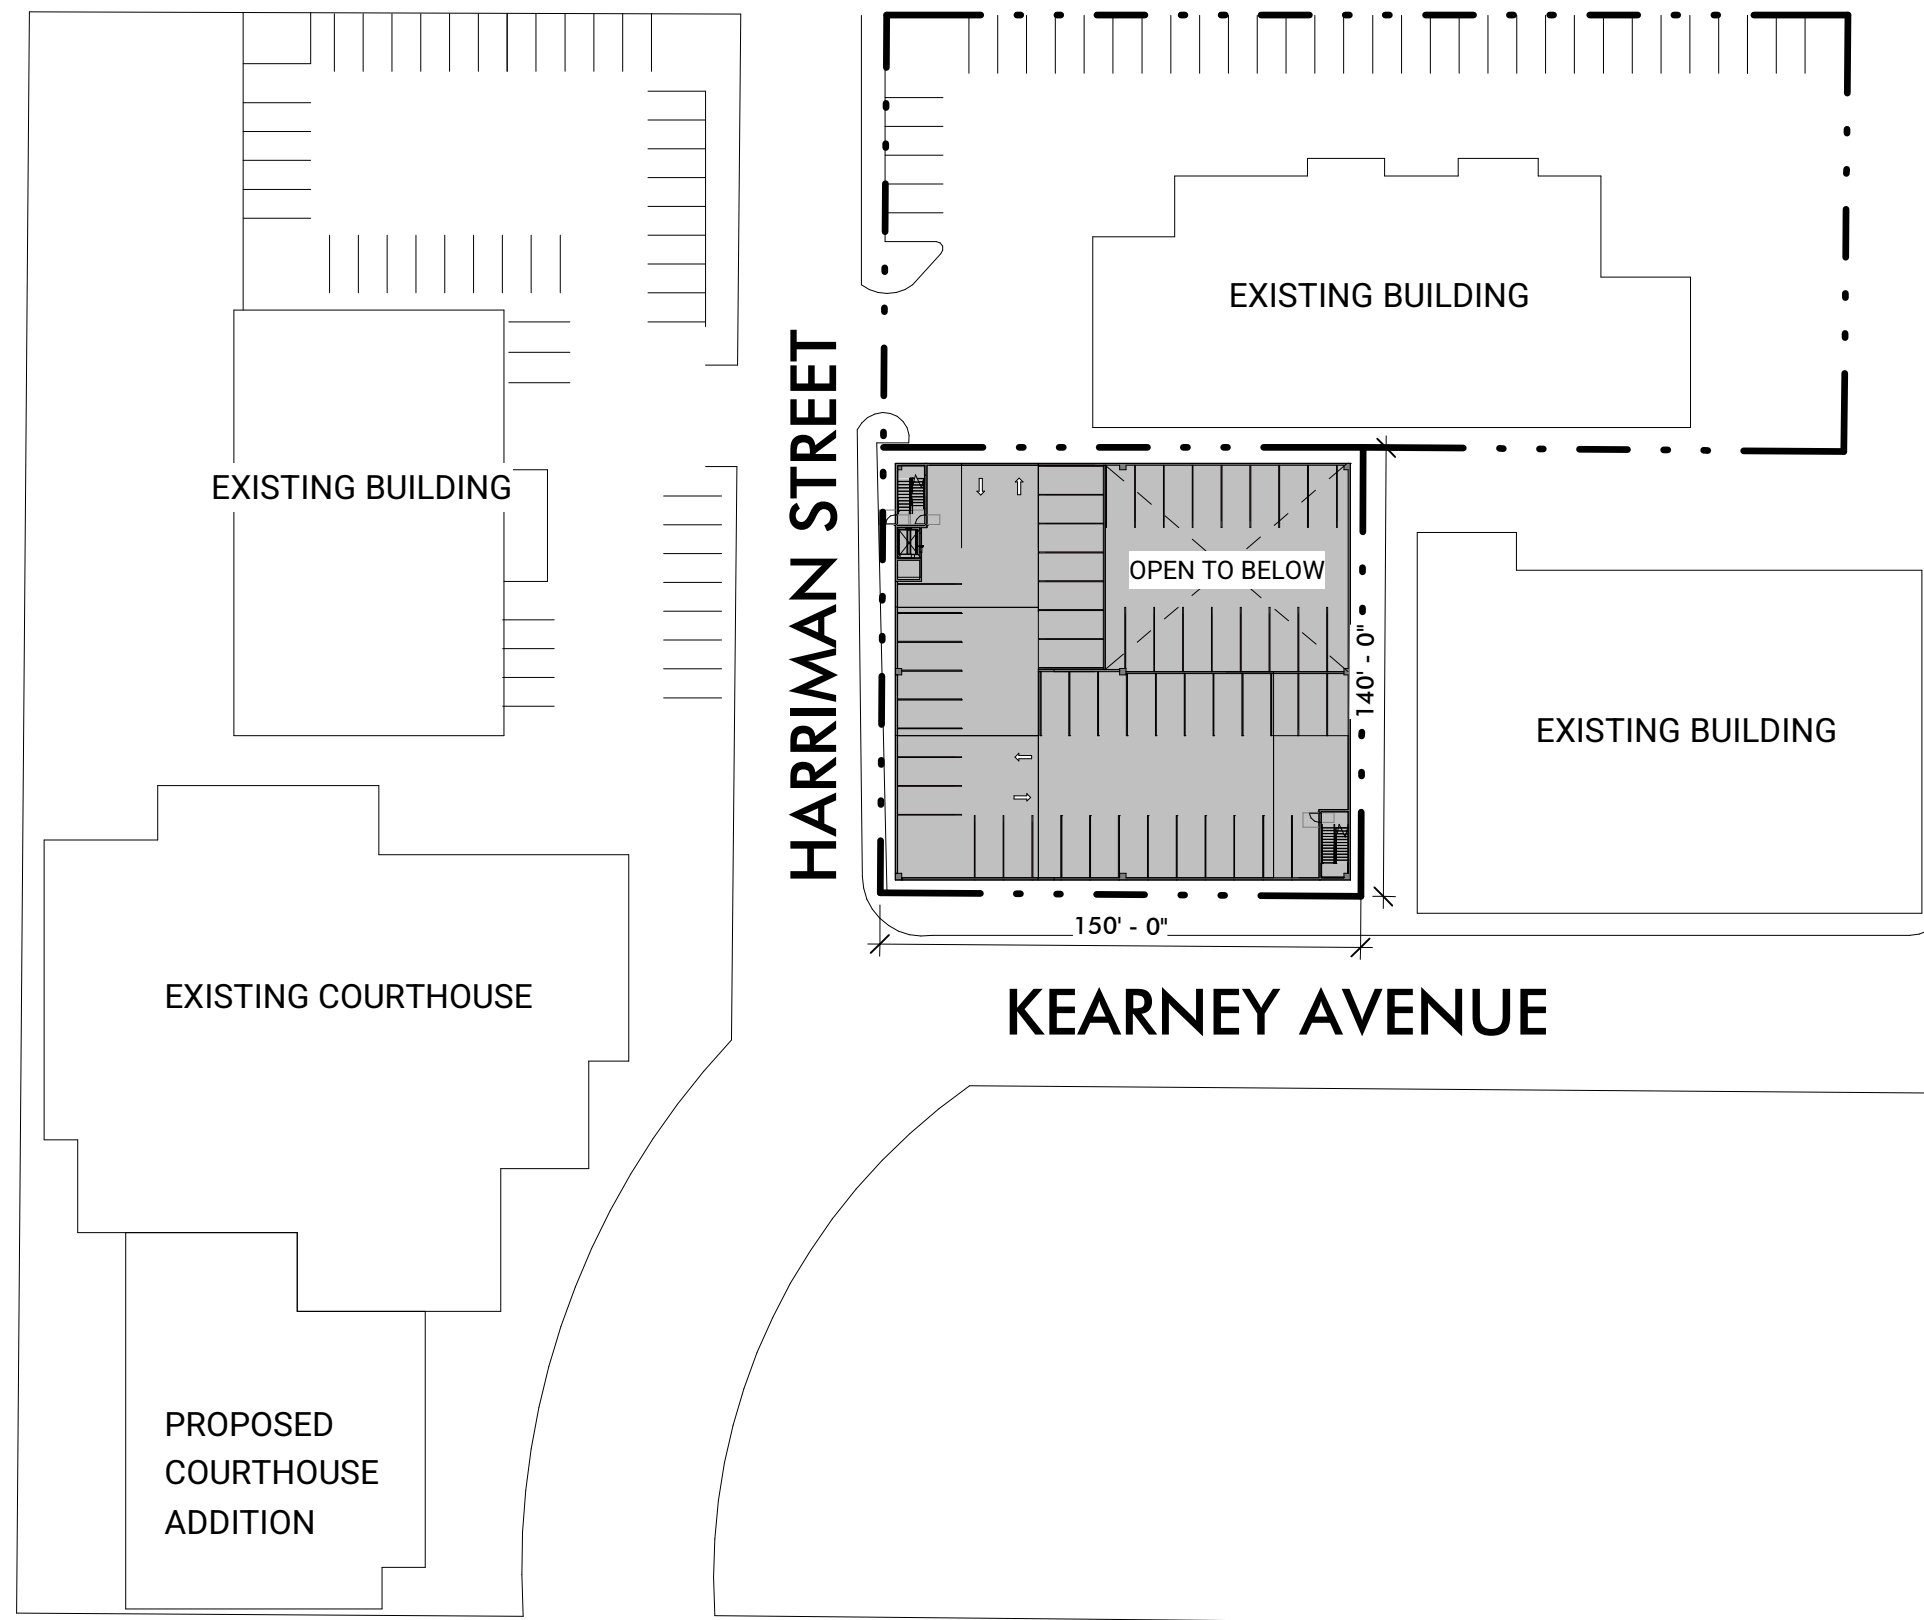 EXISTING BUILDING
EXISTING BUILDING
HARRIMAN STREET
OPEN TO BELOW
140' - 0"
EXISTING BUILDING
150' - 0"
KEARNEY AVENUE
EXISTING COURTHOUSE
PROPOSED
COURTHOUSE
ADDITION